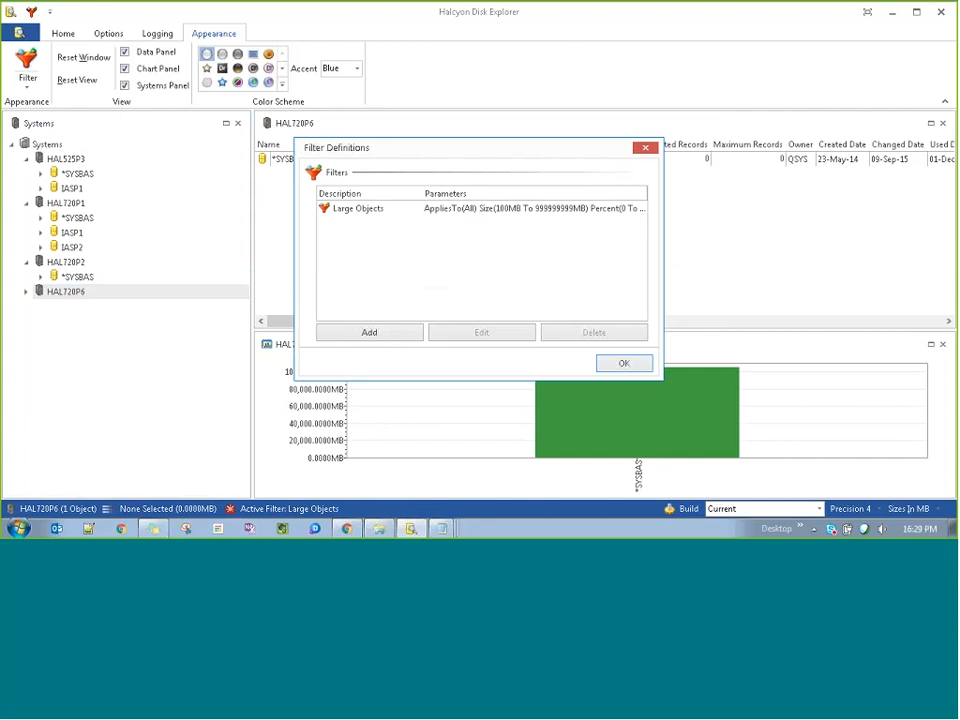 Halcyon Disk Explorer
Home Options Logging Appearance
Filter
Reset Window
Reset View
Data Panel
Chart Panel
Systems Panel
Accent Blue
Appearance View Color Scheme
Systems
HAL720P6
Systems
HAL525P3
*SYSBAS
IASP1
HAL720P1
*SYSBAS
IASP1
IASP2
HAL720P2
*SYSBAS
HAL720P6
Name Records Maximum Records Owner Created Date Changed Date Used D
*SYSB 0 0 QSYS 23-May-14 09-Sep-15 01-Dec
Filter Definitions
Filters
Description Parameters
Large Objects AppliesTo(All) Size(100MB To 999999999MB) Percent(0 To ...
Add Edit Delete
OK
HAL7
10
80,000.0000MB
60,000.0000MB
40,000.0000MB
20,000.0000MB
0.0000MB
*SYSBAS
HAL720P6 (1 Object) None Selected (0.0000MB) Active Filter: Large Objects Build Current Precision 4 Sizes In MB
Desktop 16:29 PM